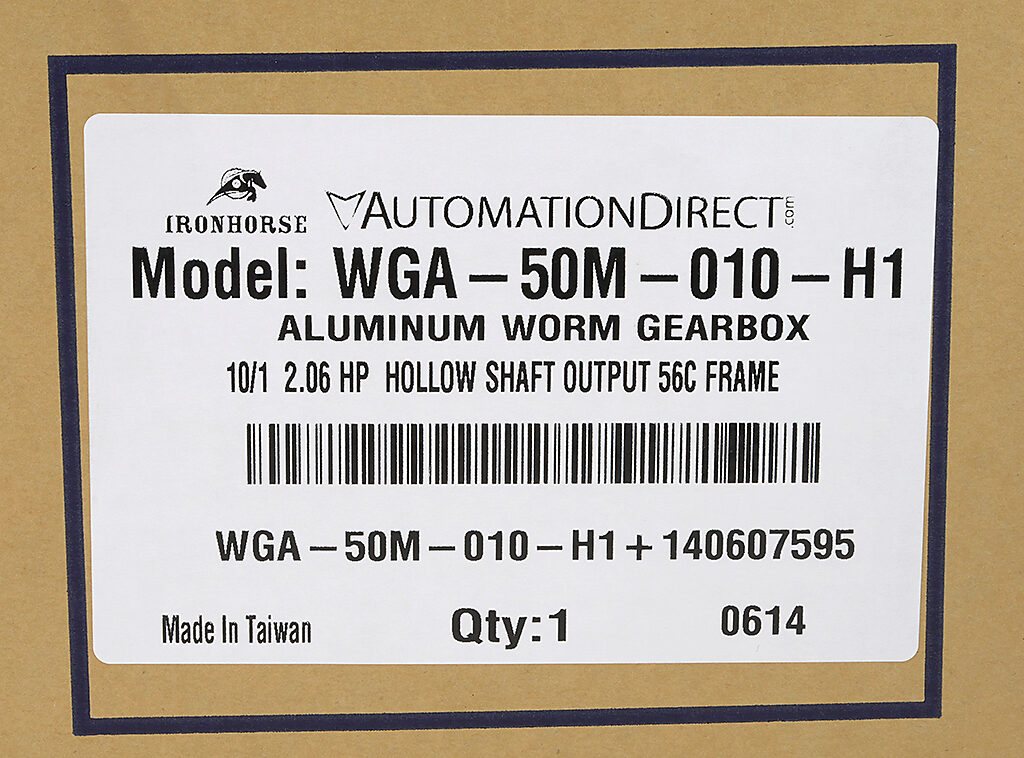 IRONHORSE AUTOMATIONDIRECT.com
Model: WGA-50M-010-H1
ALUMINUM WORM GEARBOX
10/1 2.06 HP HOLLOW SHAFT OUTPUT 56C FRAME
WGA-50M-010-H1+140607595
Made In Taiwan Qty:1 0614